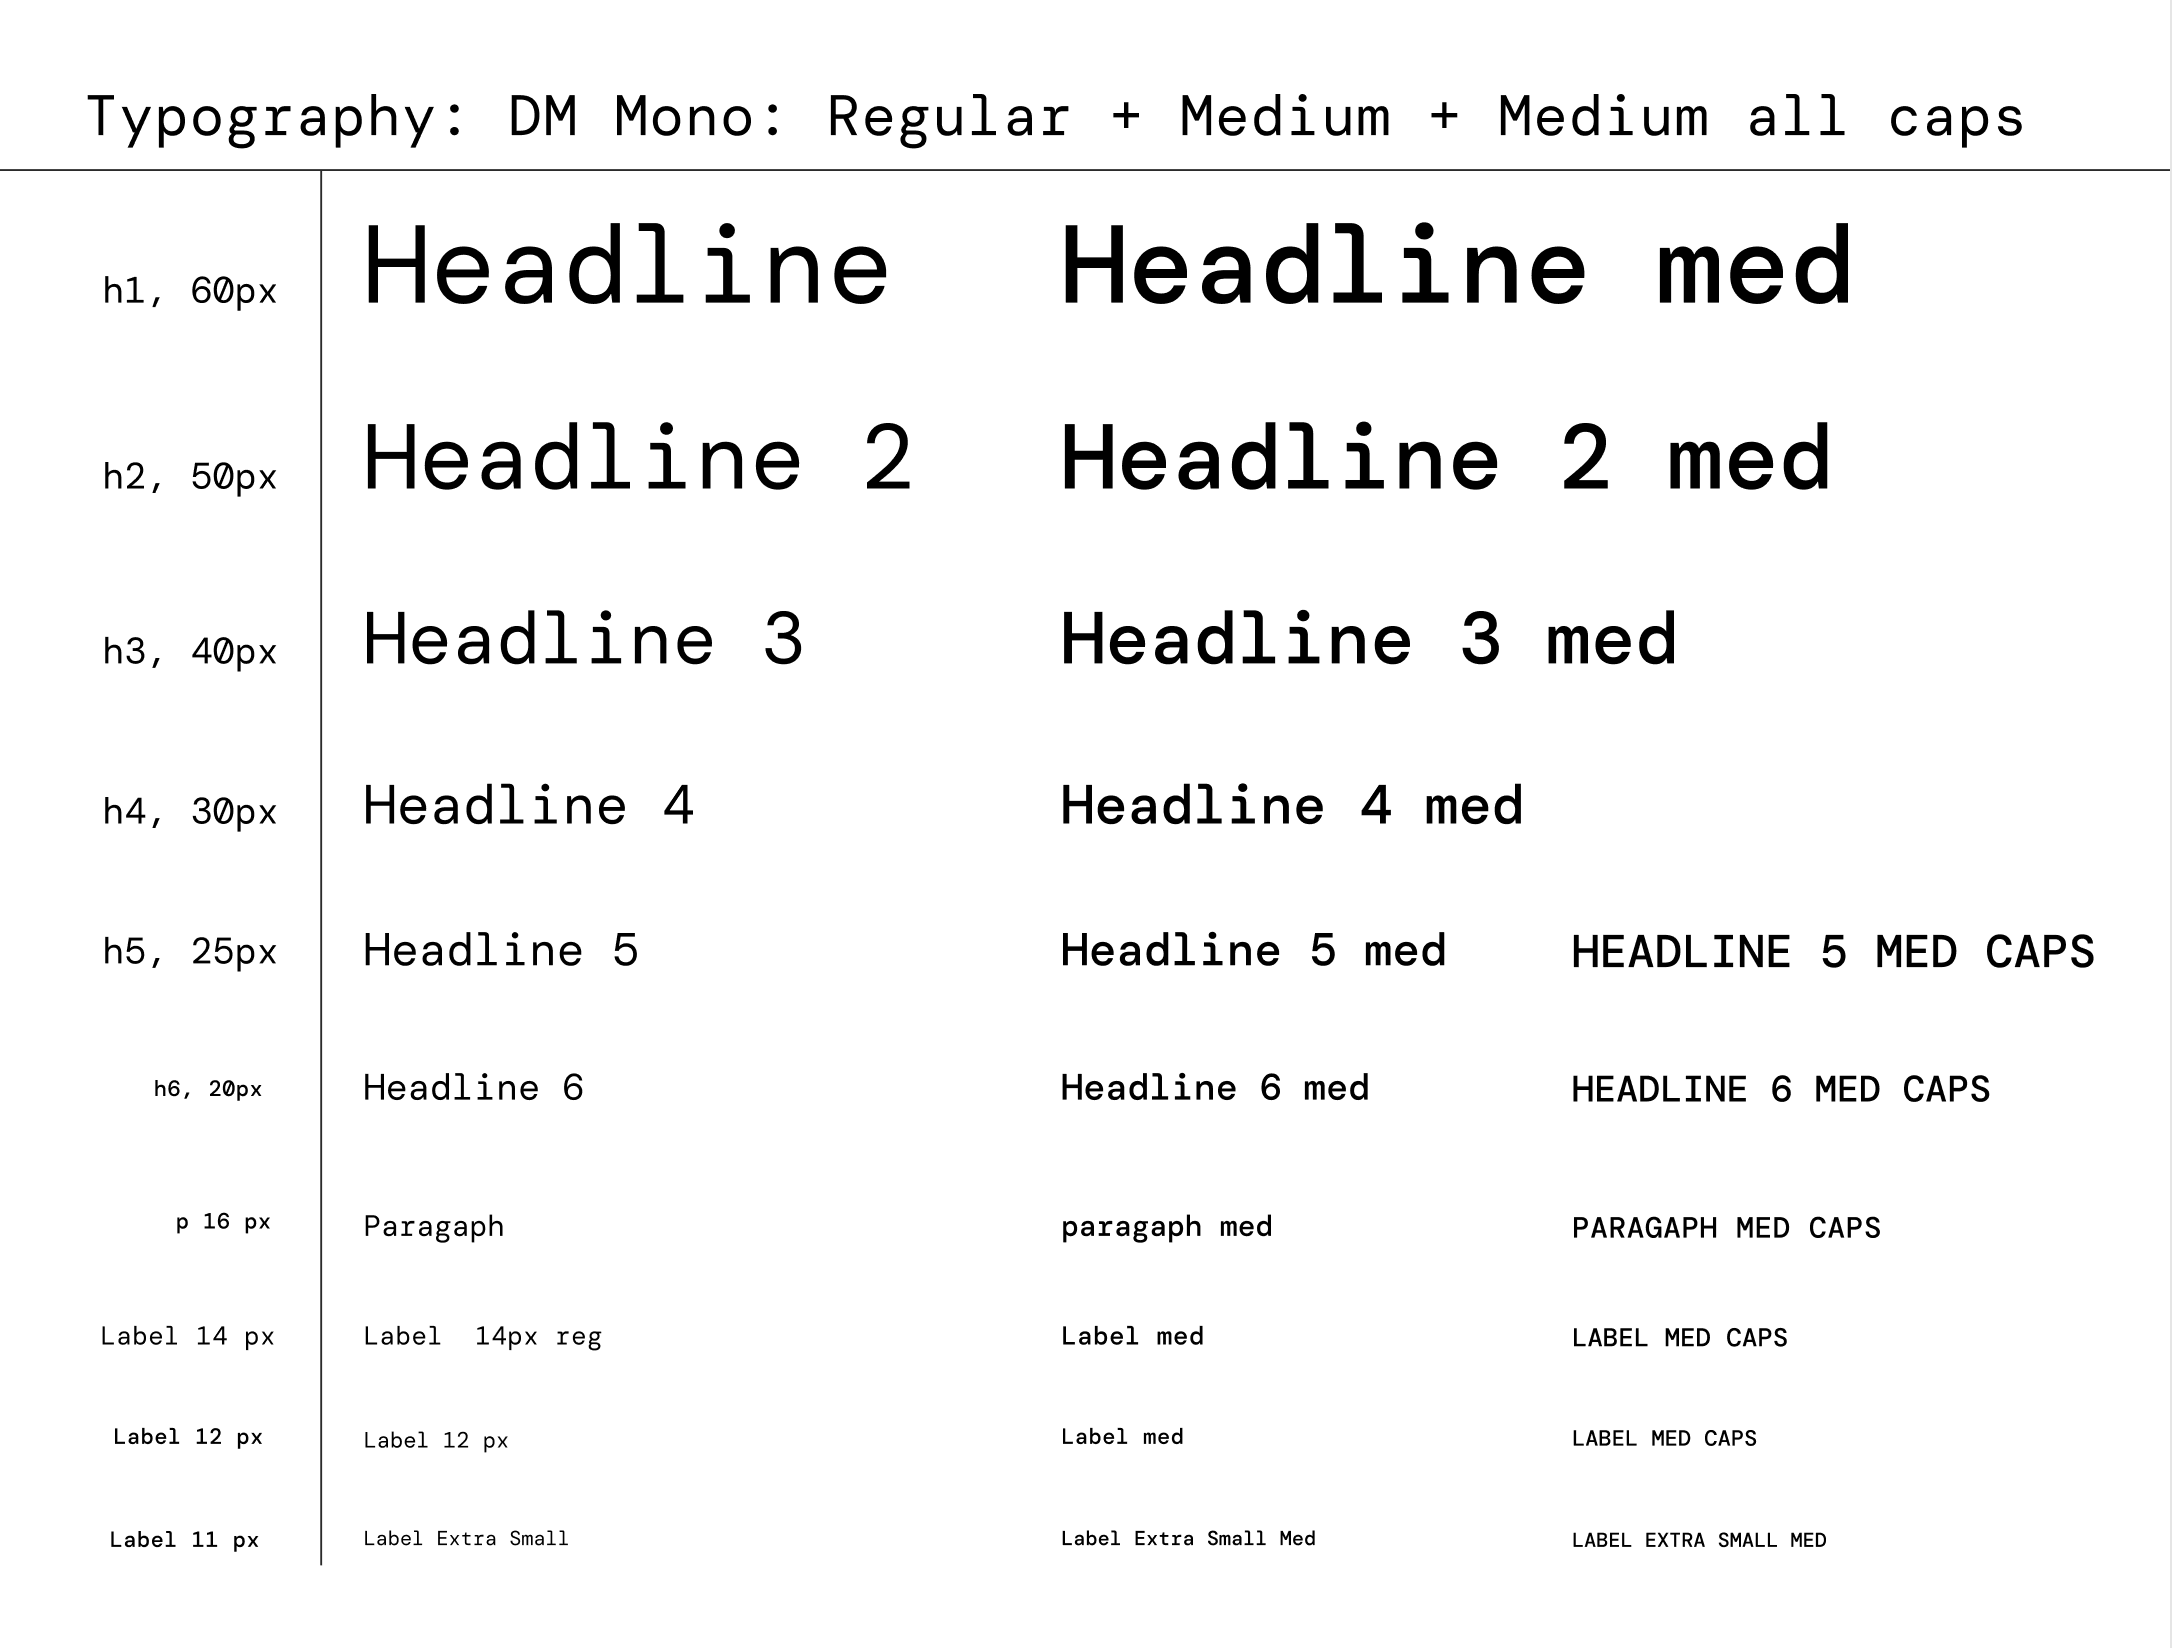 Typography: DM Mono: Regular + Medium + Medium all caps
h1, 60px Headline Headline med
h2, 50px Headline 2 Headline 2 med
h3, 40px Headline 3 Headline 3 med
h4, 30px Headline 4 Headline 4 med
h5, 25px Headline 5 Headline 5 med HEADLINE 5 MED CAPS
h6, 20px Headline 6 Headline 6 med HEADLINE 6 MED CAPS
p 16 px Paragaph paragaph med PARAGAPH MED CAPS
Label 14 px Label  14px reg Label med LABEL MED CAPS
Label 12 px Label 12 px Label med LABEL MED CAPS
Label 11 px Label Extra Small Label Extra Small Med LABEL EXTRA SMALL MED